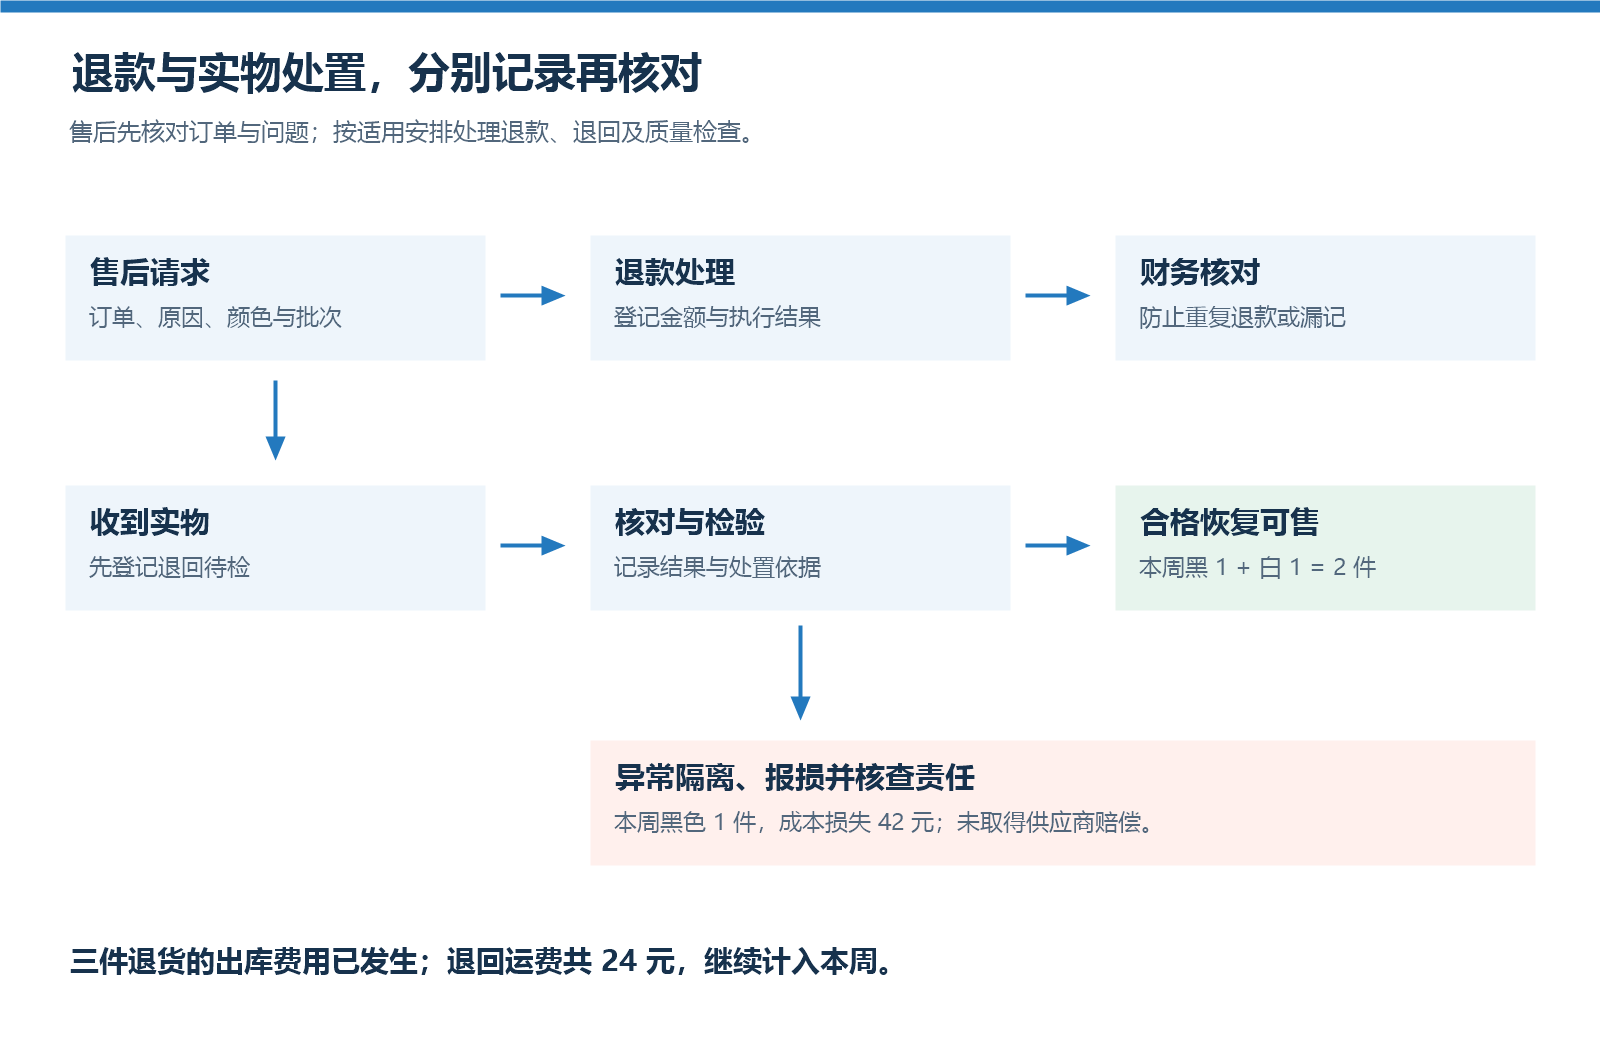 退款与实物处置，分别记录再核对
售后先核对订单与问题；按适用安排处理退款、退回及质量检查。
售后请求
订单、原因、颜色与批次
退款处理
登记金额与执行结果
财务核对
防止重复退款或漏记
收到实物
先登记退回待检
核对与检验
记录结果与处置依据
合格恢复可售
本周黑 1 + 白 1 = 2 件
异常隔离、报损并核查责任
本周黑色 1 件，成本损失 42 元；未取得供应商赔偿。
三件退货的出库费用已发生；退回运费共 24 元，继续计入本周。